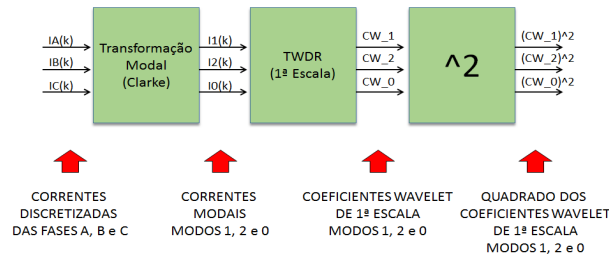 IA(k)
IB(k)
IC(k)
Transformação
Modal
(Clarke)
I1(k)
I2(k)
I0(k)
TWDR
(1ª Escala)
CW_1
CW_2
CW_0
^2
(CW_1)^2
(CW_2)^2
(CW_0)^2
CORRENTES
DISCRETIZADAS
DAS FASES A, B e C
CORRENTES
MODAIS
MODOS 1, 2 e 0
COEFICIENTES WAVELET
DE 1ª ESCALA
MODOS 1, 2 e 0
QUADRADO DOS
COEFICIENTES WAVELET
DE 1ª ESCALA
MODOS 1, 2 e 0